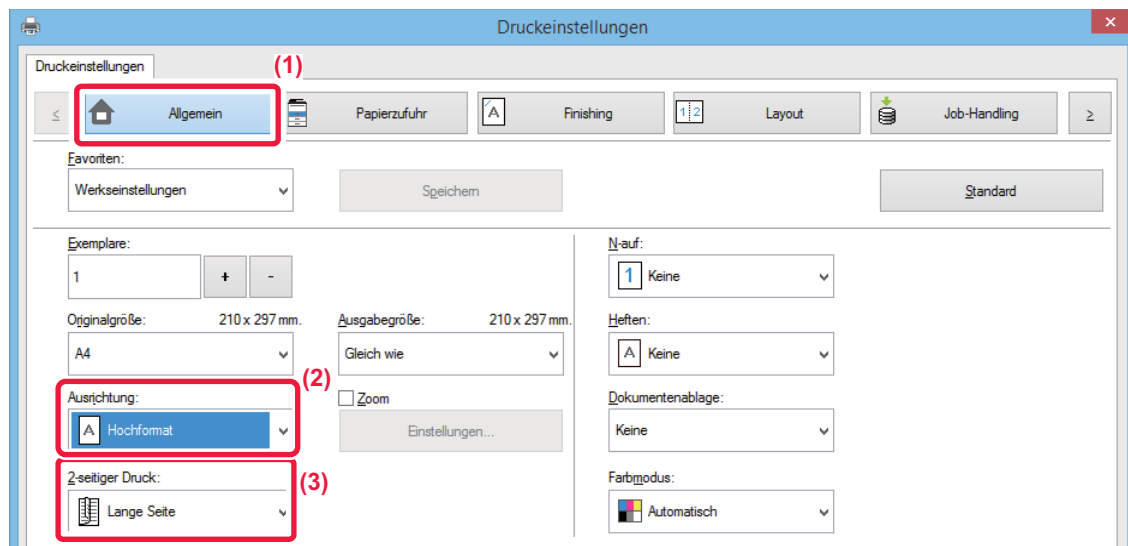 Druckeinstellungen
Druckeinstellungen
(1)
Allgemein Papierzufuhr A Finishing 1 2 Layout Job-Handling
Favoriten:
Werkseinstellungen Speichern Standard
Exemplare: N-auf:
1 + - 1 Keine
Originalgröße: 210 x 297 mm. Ausgabegröße: 210 x 297 mm. Heften:
A4 Gleich wie A Keine
(2)
Ausrichtung: Zoom Dokumentenablage:
A Hochformat Einstellungen... Keine
2-seitiger Druck: (3) Farbmodus:
Lange Seite Automatisch